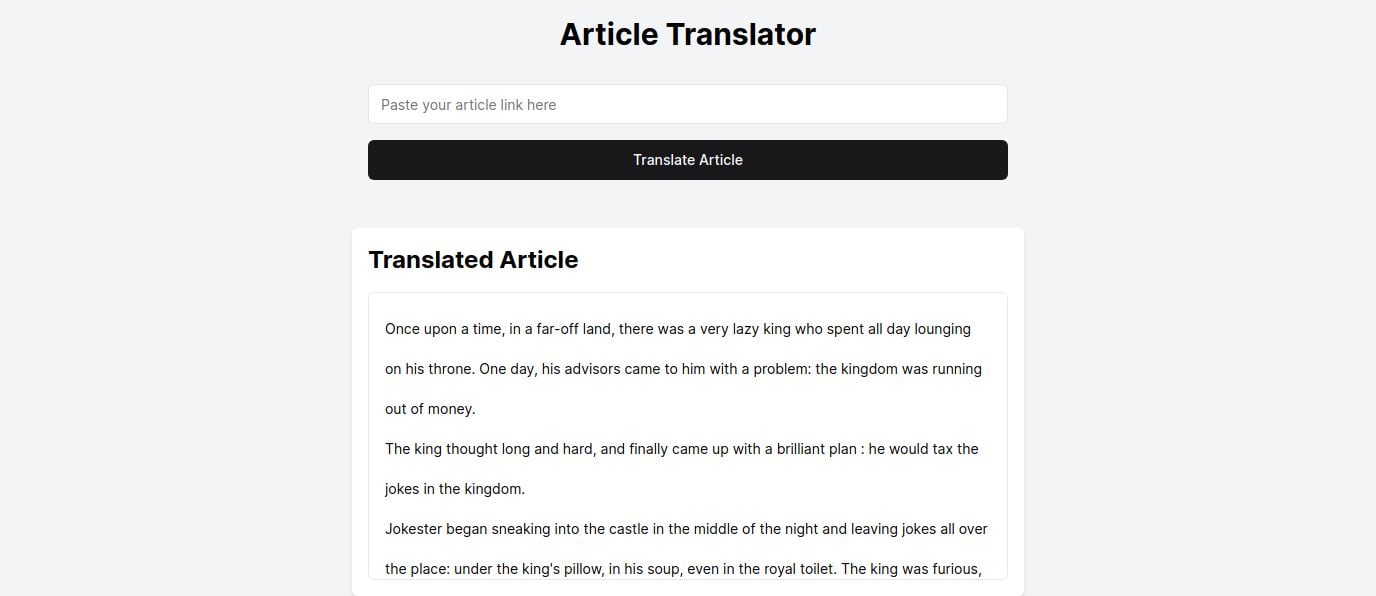 Article Translator
Paste your article link here
Translate Article
Translated Article
Once upon a time, in a far-off land, there was a very lazy king who spent all day lounging
on his throne. One day, his advisors came to him with a problem: the kingdom was running
out of money.
The king thought long and hard, and finally came up with a brilliant plan : he would tax the
jokes in the kingdom.
Jokester began sneaking into the castle in the middle of the night and leaving jokes all over
the place: under the king's pillow, in his soup, even in the royal toilet. The king was furious,